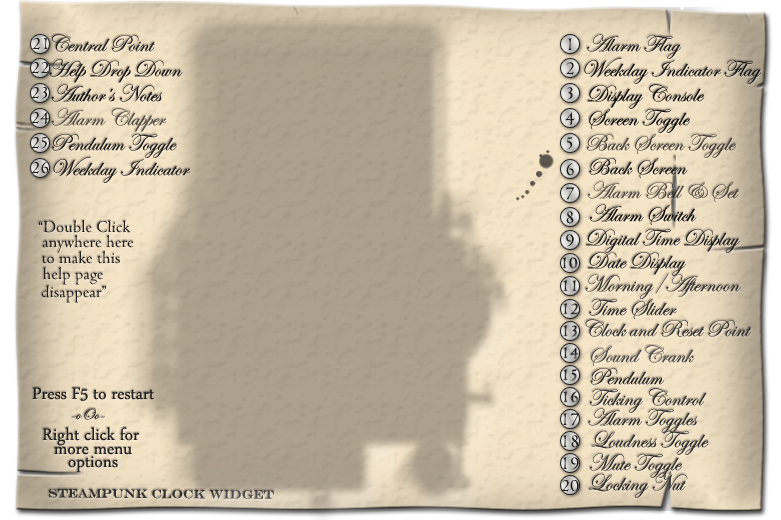 21 Central Point
22 Help Drop Down
23 Author's Notes
24 Alarm Clapper
25 Pendulum Toggle
26 Weekday Indicator
“Double Click
anywhere here
to make this
help page
disappear”
Press F5 to restart
-o Oo-
Right click for
more menu
options
STEAMPUNK CLOCK WIDGET
1 Alarm Flag
2 Weekday Indicator Flag
3 Display Console
4 Screen Toggle
5 Back Screen Toggle
6 Back Screen
7 Alarm Bell & Set
8 Alarm Switch
9 Digital Time Display
10 Date Display
11 Morning / Afternoon
12 Time Slider
13 Clock and Reset Point
14 Sound Crank
15 Pendulum
16 Ticking Control
17 Alarm Toggles
18 Loudness Toggle
19 Mute Toggle
20 Locking Nut